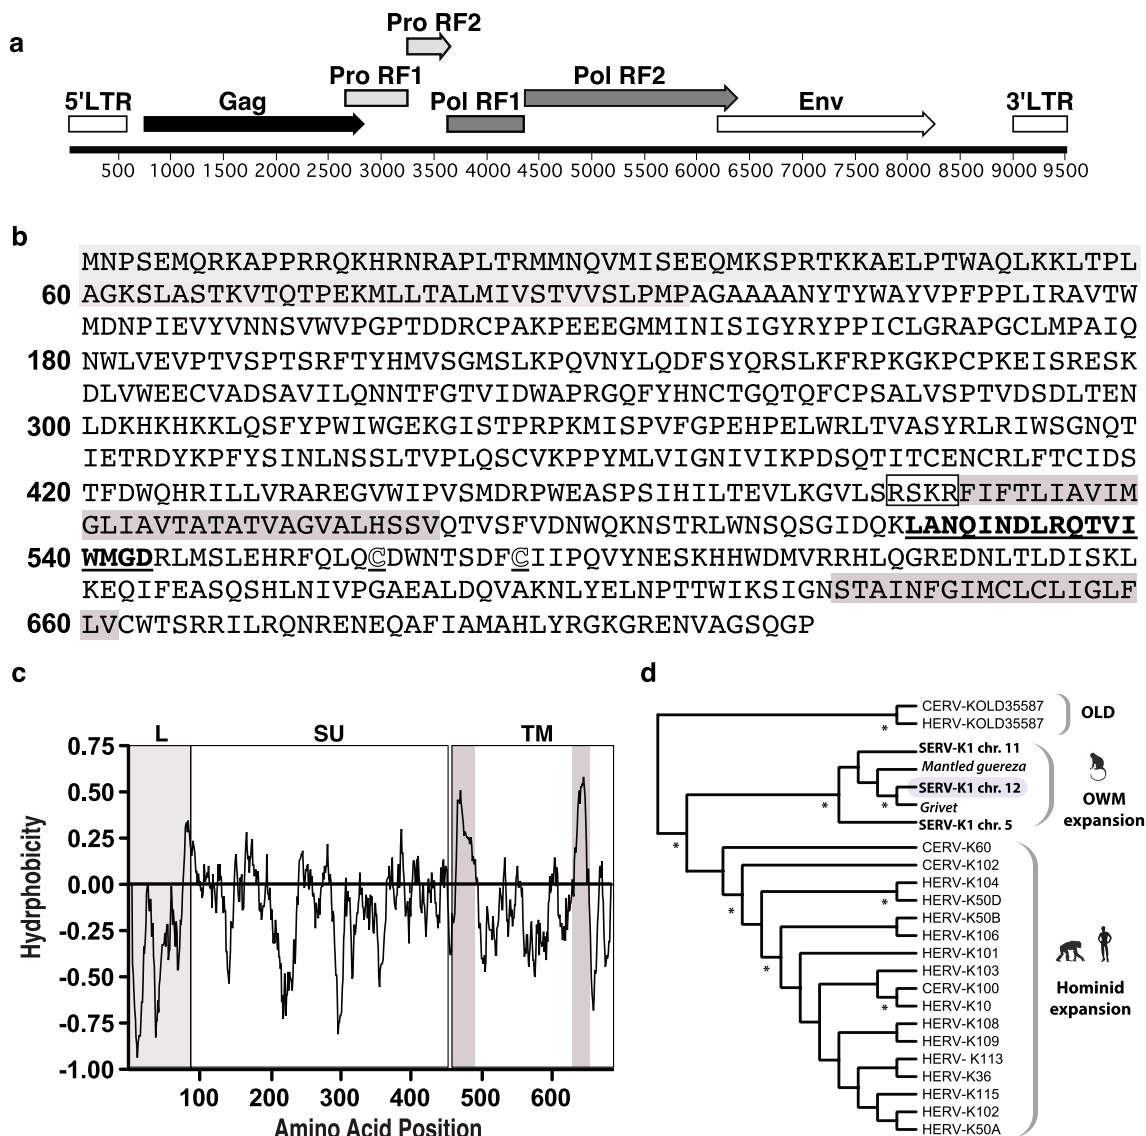 a
Pro RF2
Pro RF1
5'LTR
Gag
Pol RF1
Pol RF2
Env
3'LTR
500 1000 1500 2000 2500 3000 3500 4000 4500 5000 5500 6000 6500 7000 7500 8000 8500 9000 9500
b
MNPSEMQRKAPPRRQKHRNRAPLTRMMNQVMISEEQMKSPRTKKAELPTWAQLKKLTPL
60 AGKSLASTKVTQTPEKMLLTALMIVSTVVSLPMPAGAAAANYTYWAYVPFPPLIRAVTW
MDNPIEVYVNNSVWVPGPTDDRCPAKPEEEGMMINISIGYRYPPICLGRAPGCLMPAIQ
180 NWLVEVPTVSPTSRFTYHMVSGMSLKPQVNYLQDFSYQRSLKFRPKGKPCPKEISRESK
DLVWEECVADSAVILQNNTFGTVIDWAPRGQFYHNCTGQTQFCPSALVSPTVDSDLTEN
300 LDKHKHKKLQSFYPWIWGEKGISTPRPKMISPVFGPEHPELWRLTVASYRLRIWSGNQT
IETRDYKPFYSINLNSSLTVPLQSCVKPPYMLVIGNIVIKPDSQTITCENCRLFTCIDS
420 TFDWQHRILLVRAREGVWIPVSMDRPWEASPSIHILTEVLKGVLSRSKRFIFTLIAVIM
GLIAVTATATVAGVALHSSVQTVSFVDNWQKNSTRLWNSQSGIDQKLANQINDLRQTVI
540 WMGDRLMSLEHRFQLQCDWNTSDFCIIPQVYNESKHHWDMVRRHLQGREDNLTLDISKL
KEQIFEASQSHLNIVPGAEALDQVAKNLYELNPTTWIKSIGNSTAINFGIMCLCLIGLF
660 LVCWTSRRILRQNRENEQAFIAMAHLYRGKGRENVAGSQGP
c
L
SU
TM
Hydrphobicity
0.75
0.50
0.25
0.00
-0.25
-0.50
-0.75
-1.00
100 200 300 400 500 600
Amino Acid Position
d
CERV-KOLD35587
HERV-KOLD35587
*
OLD
SERV-K1 chr. 11
Mantled guereza
SERV-K1 chr. 12
Grivet
SERV-K1 chr. 5
*
*
OWM
expansion
*
CERV-K60
CERV-K102
HERV-K104
HERV-K50D
HERV-K50B
HERV-K106
HERV-K101
HERV-K103
CERV-K100
HERV-K10
HERV-K108
HERV-K109
HERV- K113
HERV-K36
HERV-K115
HERV-K102
HERV-K50A
*
*
*
*
Hominid
expansion